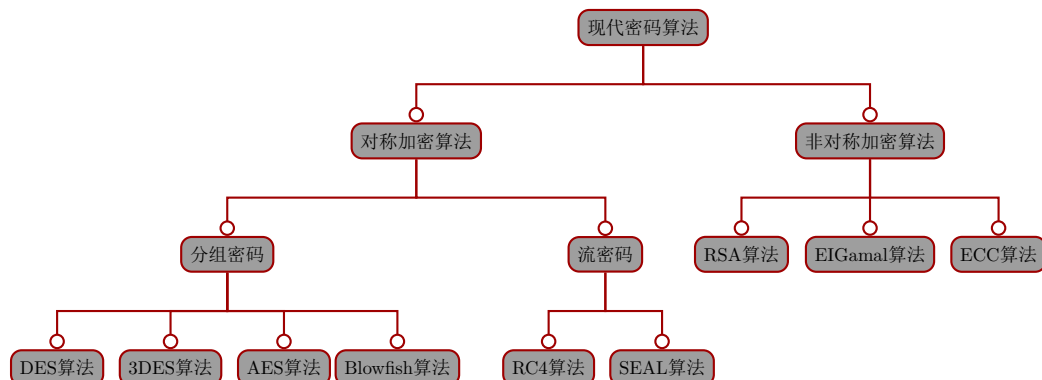 现代密码算法
对称加密算法
非对称加密算法
分组密码
流密码
RSA算法
EIGamal算法
ECC算法
DES算法
3DES算法
AES算法
Blowfish算法
RC4算法
SEAL算法